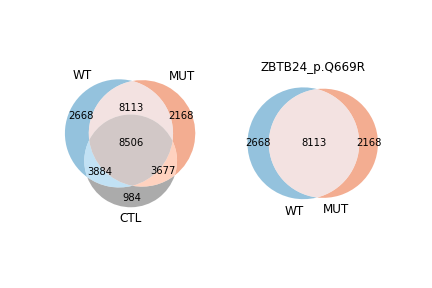 WT
MUT
2668
8113
2168
8506
3884
3677
984
CTL
ZBTB24_p.Q669R
2668
8113
2168
WT
MUT